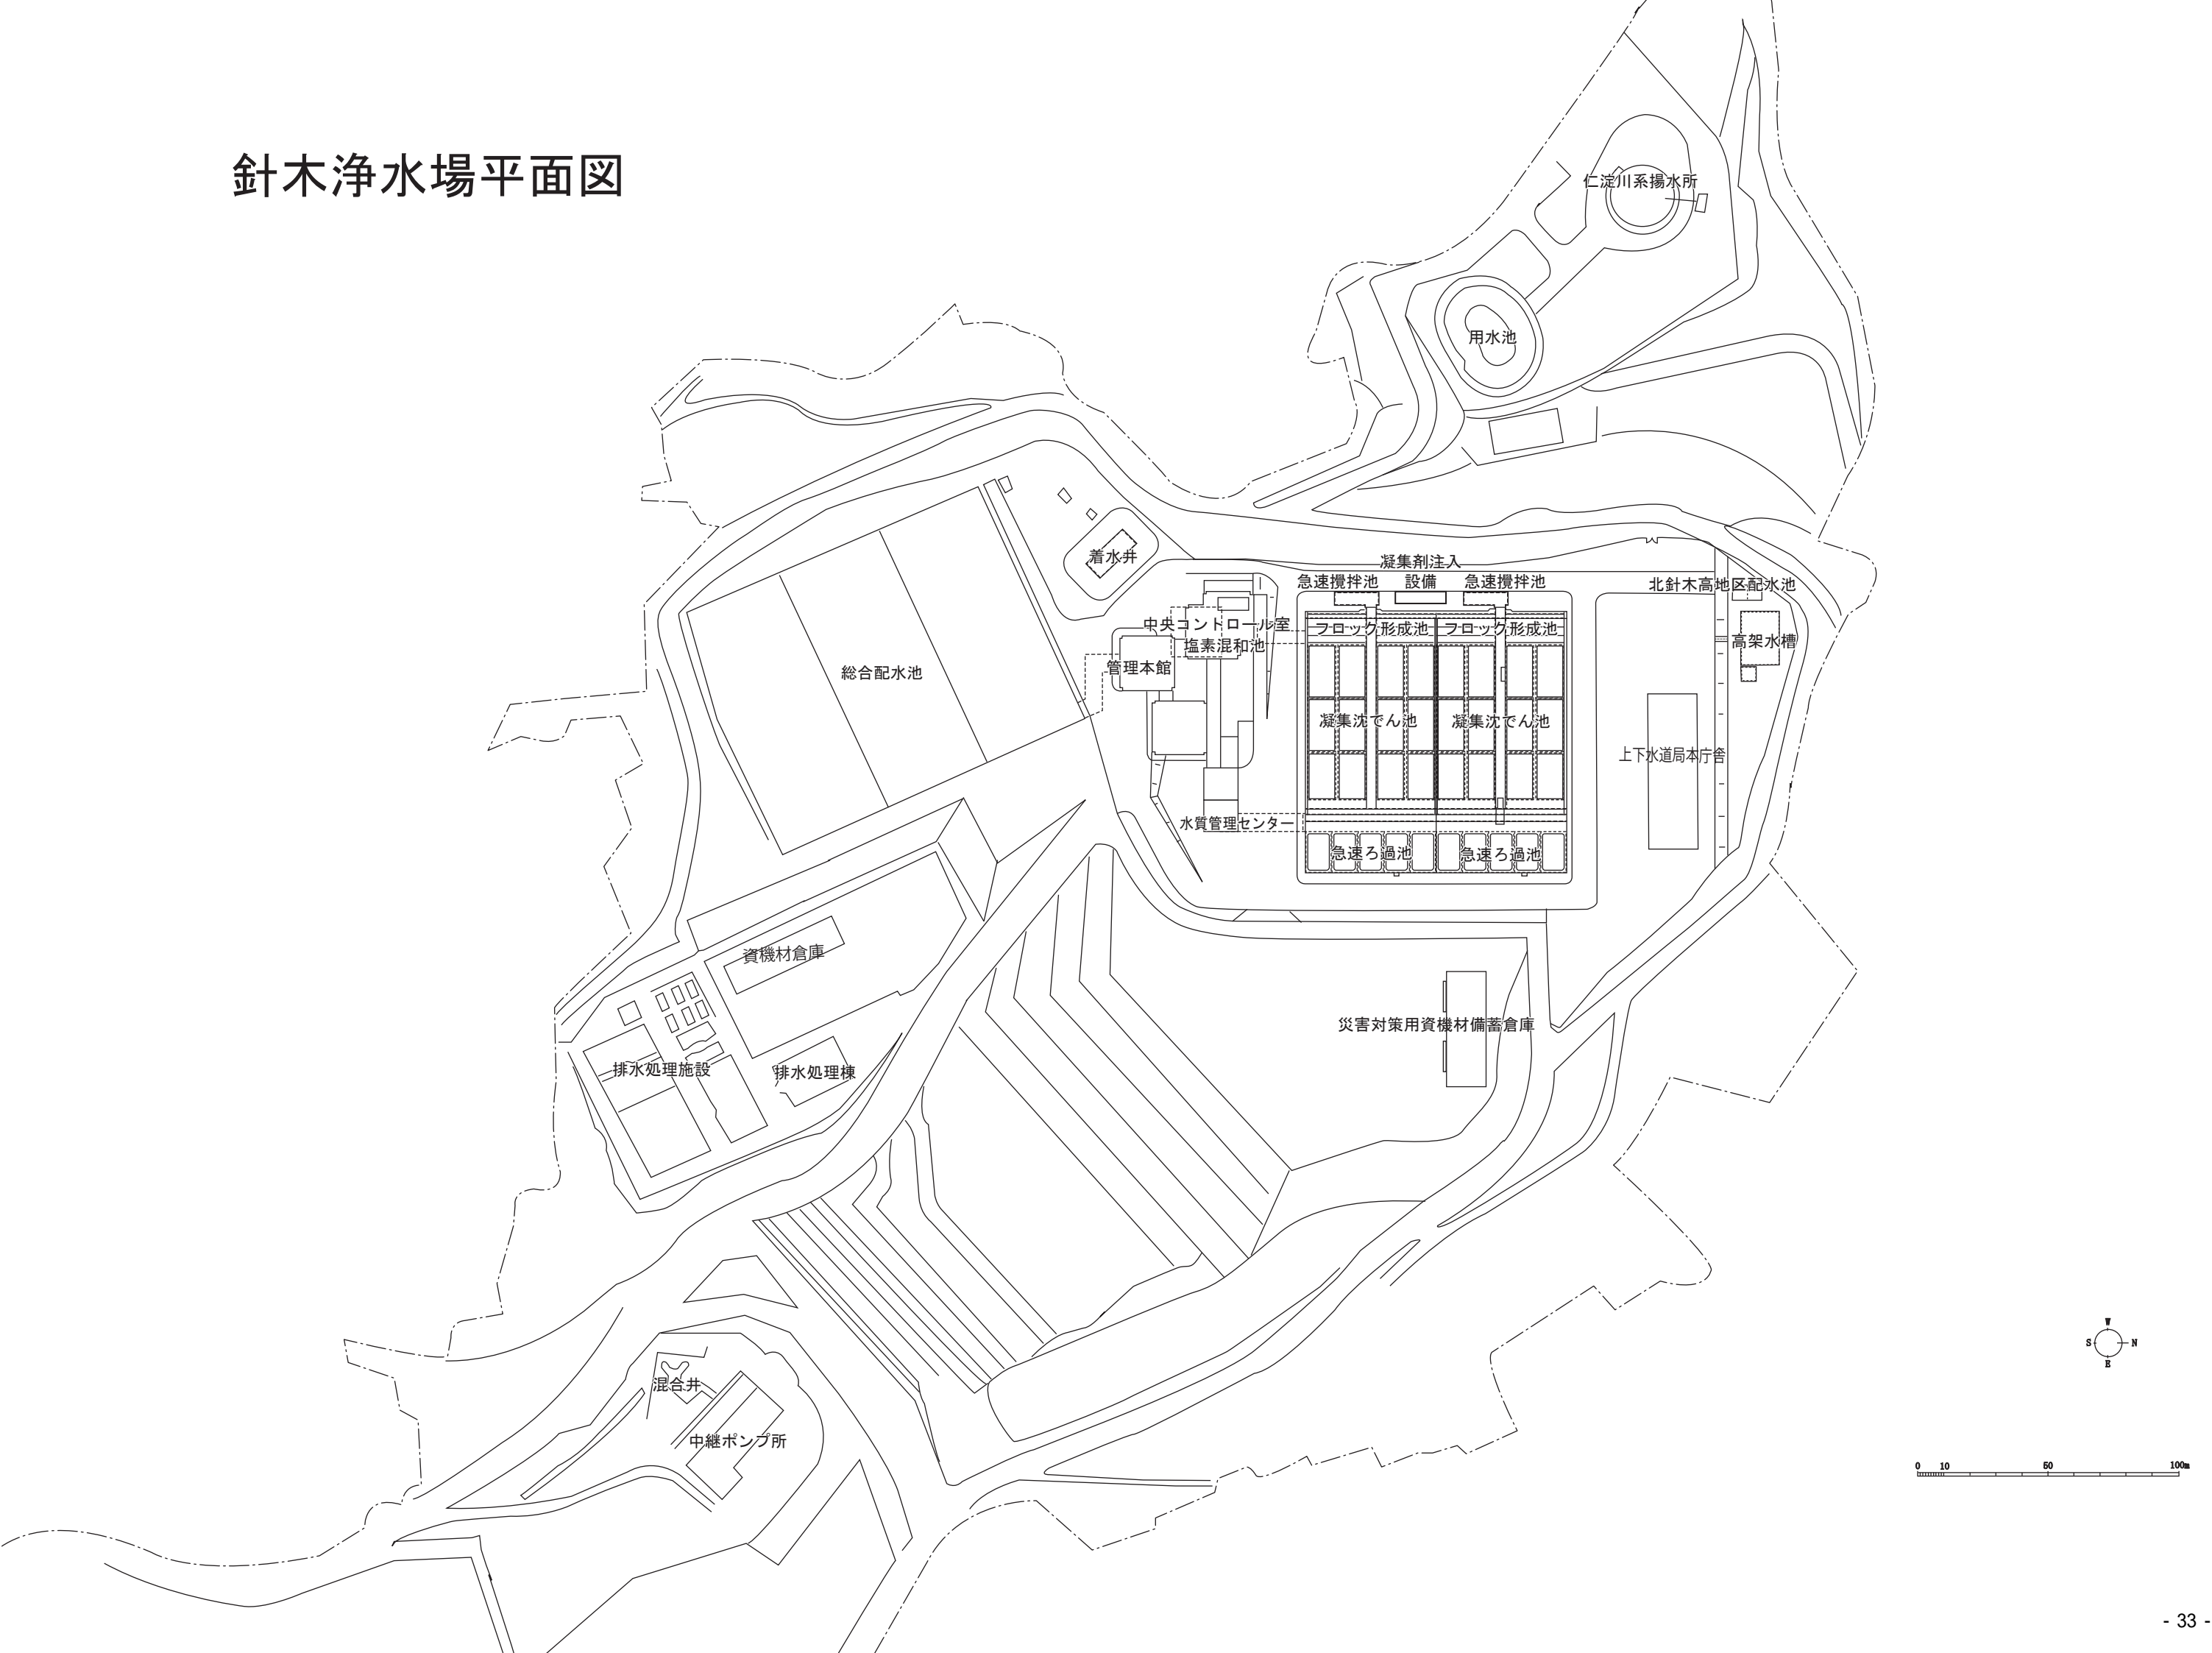 針木浄水場平面図
仁淀川系揚水所
用水池
着水井
凝集剤注入
設備
急速攪拌池
急速攪拌池
北針木高地区配水池
中央コントロール室
塩素混和池
フロック形成池
フロック形成池
高架水槽
管理本館
総合配水池
凝集沈でん池
凝集沈でん池
上下水道局本庁舎
水質管理センター
急速ろ過池
急速ろ過池
資機材倉庫
災害対策用資機材備蓄倉庫
排水処理施設
排水処理棟
W
S
N
E
混合井
中継ポンプ所
0 10 50 100m
- 33 -